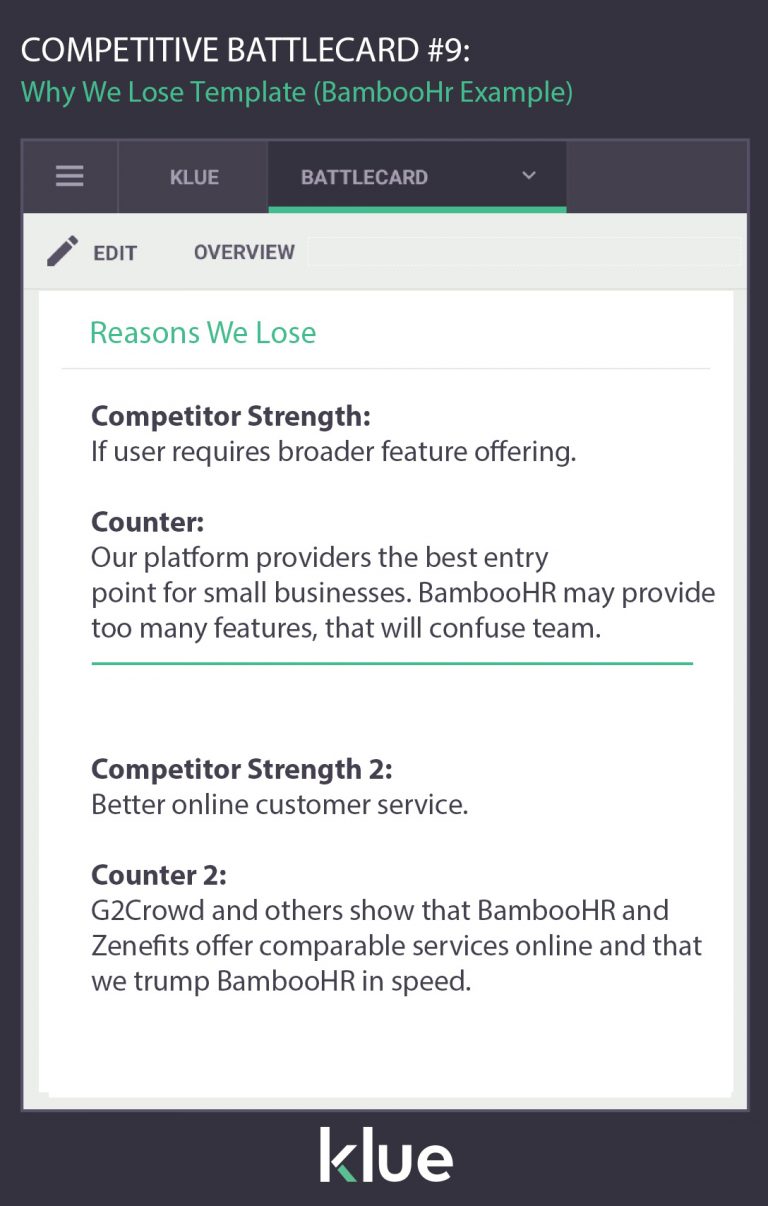 COMPETITIVE BATTLECARD #9:
Why We Lose Template (BambooHr Example)
KLUE
BATTLECARD
EDIT
OVERVIEW
Reasons We Lose
Competitor Strength:
If user requires broader feature offering.
Counter:
Our platform providers the best entry
point for small businesses. BambooHR may provide
too many features, that will confuse team.
Competitor Strength 2:
Better online customer service.
Counter 2:
G2Crowd and others show that BambooHR and
Zenefits offer comparable services online and that
we trump BambooHR in speed.
klue